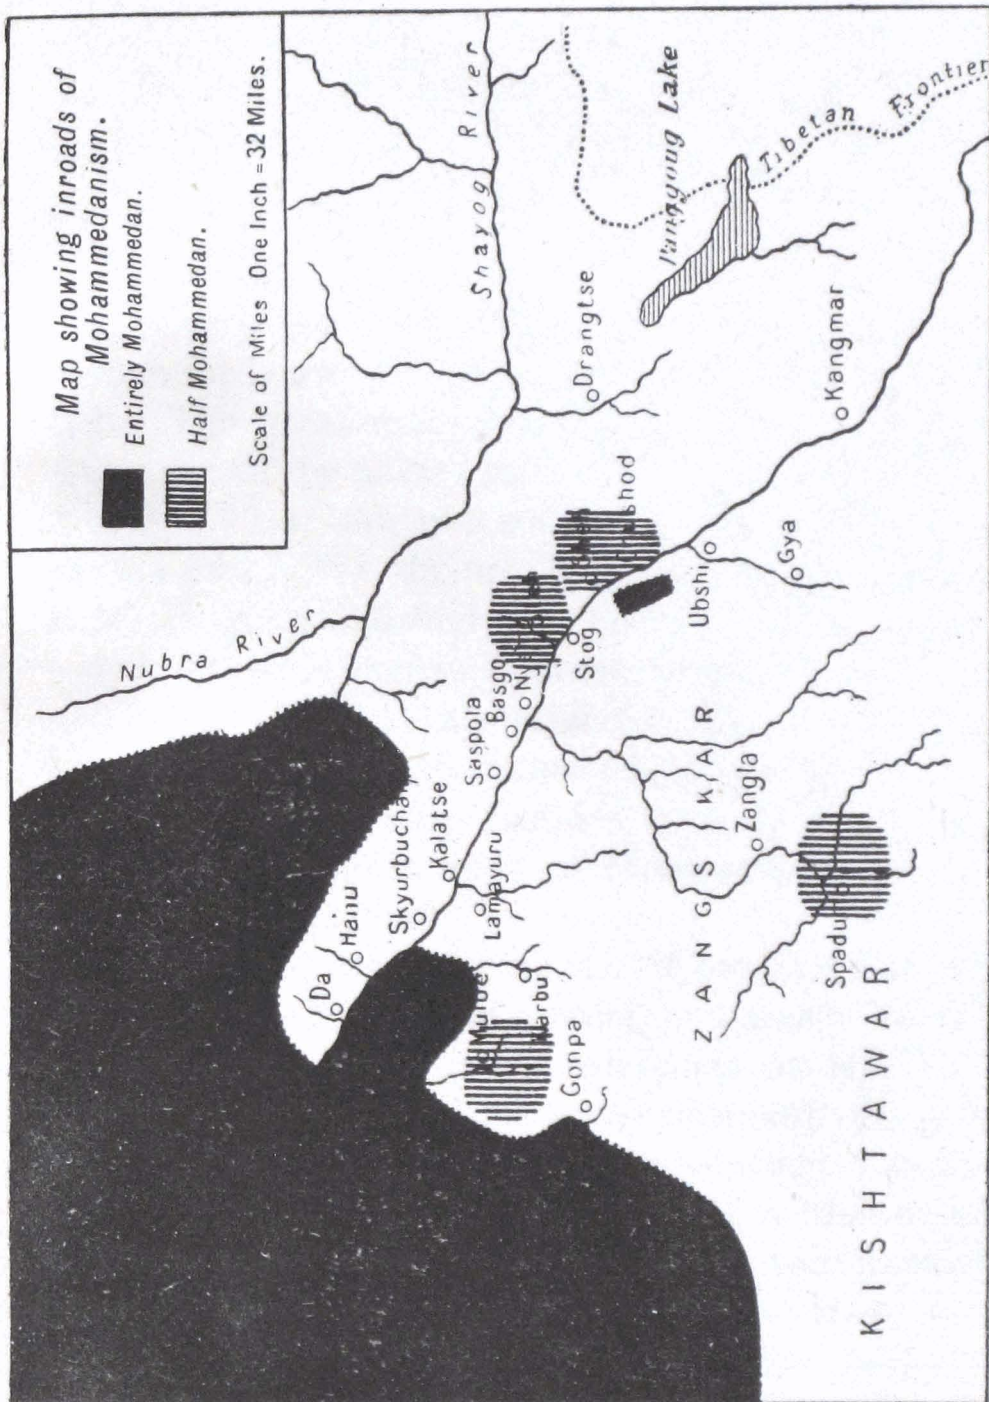 Map showing inroads of
Mohammedanism.
Entirely Mohammedan.
Half Mohammedan.
Scale of Miles One Inch = 32 Miles.
Nubra River
Shayog River
Pangong Lake
Tibetan Frontier
Drangtse
Kangmar
shod
Ubshi
Gya
Stog
Basgo
Saspola
Skyurbuchan
Kalatse
Lamayuru
Hanu
Da
Gonpa
ZANGSKAR
Zangla
Spadum
KISHTAWAR